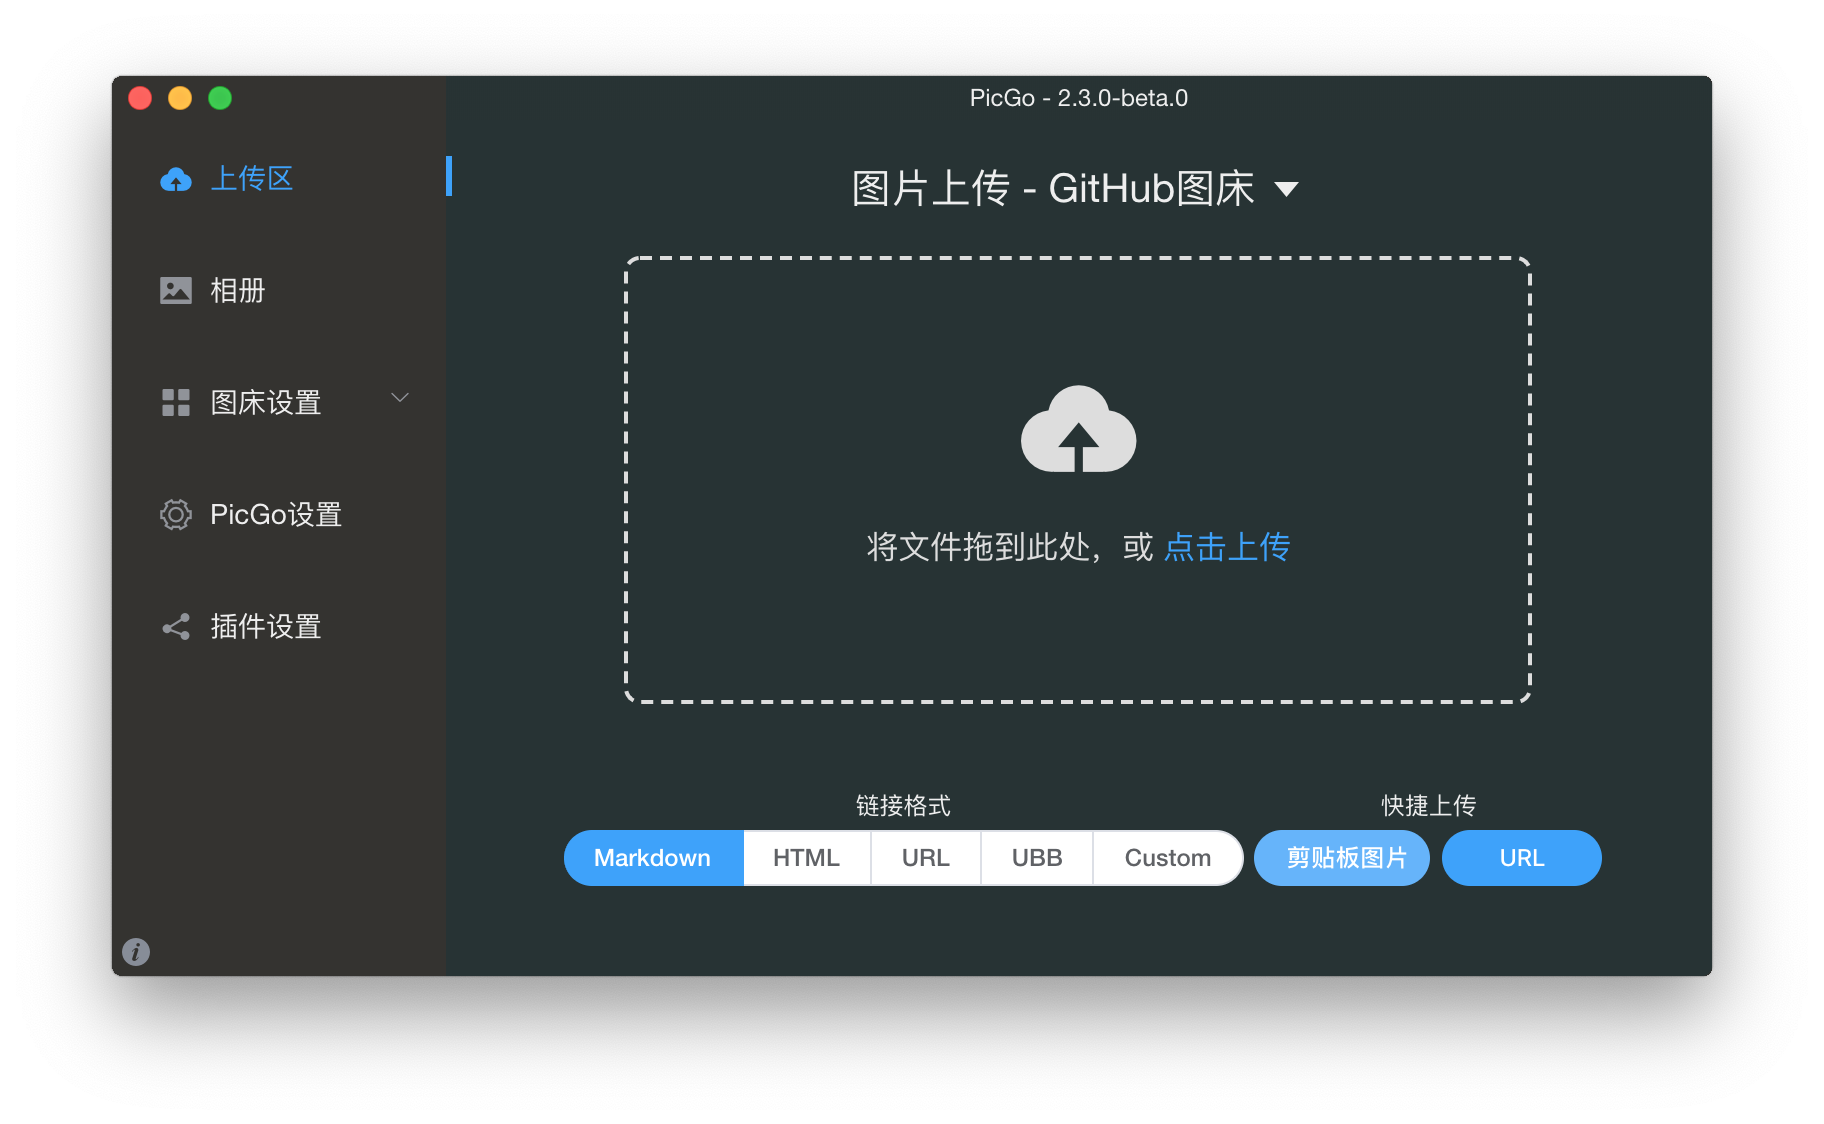 PicGo - 2.3.0-beta.0
上传区
相册
图床设置
PicGo设置
插件设置
图片上传 - GitHub图床
将文件拖到此处，或 点击上传
链接格式
Markdown HTML URL UBB Custom
快捷上传
剪贴板图片 URL
i